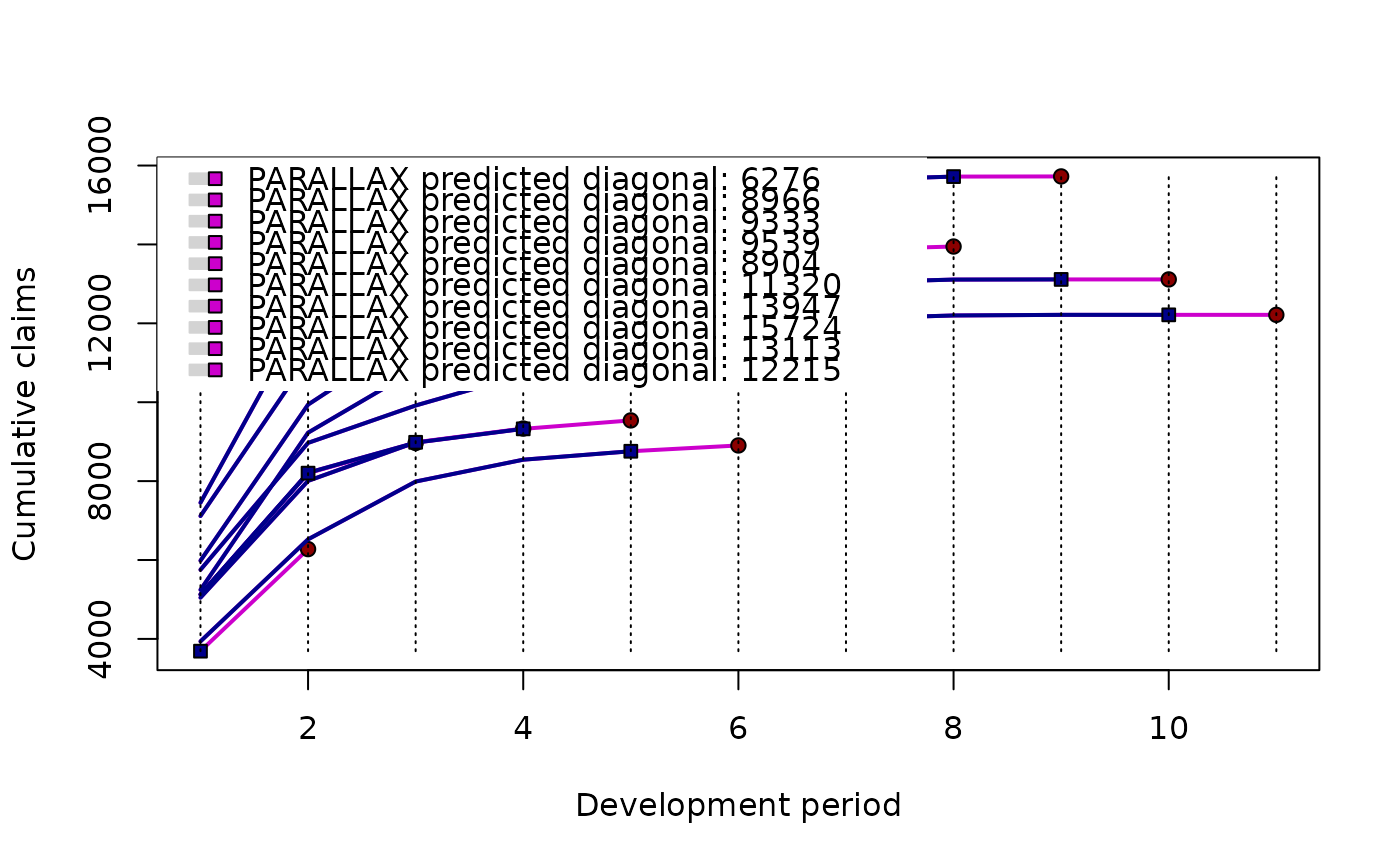 PARALLAX predicted diagonal: 6276
PARALLAX predicted diagonal: 8966
PARALLAX predicted diagonal: 9333
PARALLAX predicted diagonal: 9539
PARALLAX predicted diagonal: 8904
PARALLAX predicted diagonal: 11320
PARALLAX predicted diagonal: 13947
PARALLAX predicted diagonal: 15724
PARALLAX predicted diagonal: 13113
PARALLAX predicted diagonal: 12215
16000
12000
8000
4000
Cumulative claims
2 4 6 8 10
Development period